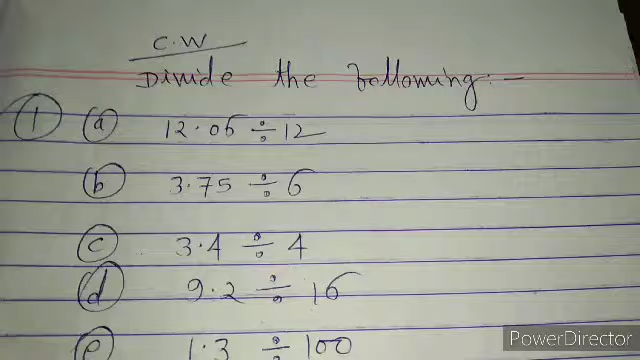 C.W
Divide the following:-
1 a 12.06 ÷ 12
b 3.75 ÷ 6
c 3.4 ÷ 4
d 9.2 ÷ 16
e 1.3 ÷ 100
PowerDirector